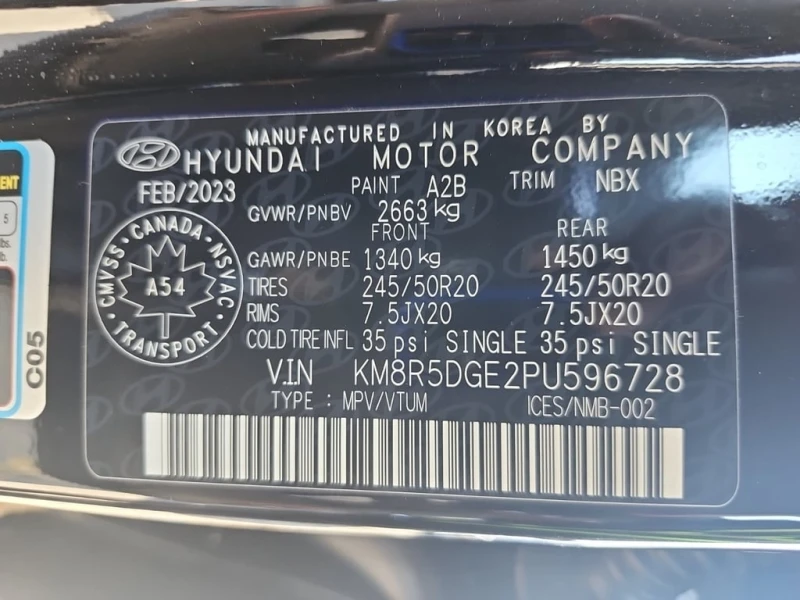 MANUFACTURED IN KOREA BY
HYUNDAI MOTOR COMPANY
FEB/2023 PAINT A2B TRIM NBX
GVWR/PNBV 2663 kg
FRONT REAR
GAWR/PNBE 1340 kg 1450 kg
TIRES 245/50R20 245/50R20
RIMS 7.5JX20 7.5JX20
COLD TIRE INFL 35 psi SINGLE 35 psi SINGLE
V.I.N KM8R5DGE2PU596728
TYPE : MPV/VTUM ICES/NMB-002
CMVSS • CANADA • NSVAC • TRANSPORT •
A54
C05
5